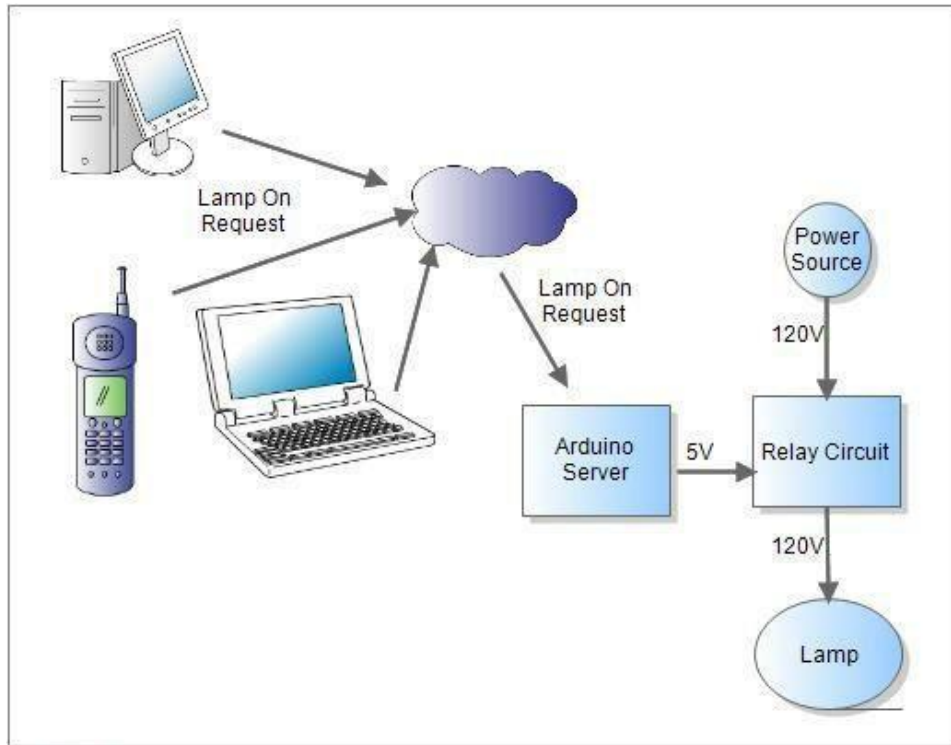 Lamp On
Request
Lamp On
Request
Power
Source
120V
Arduino
Server
5V
Relay Circuit
120V
Lamp